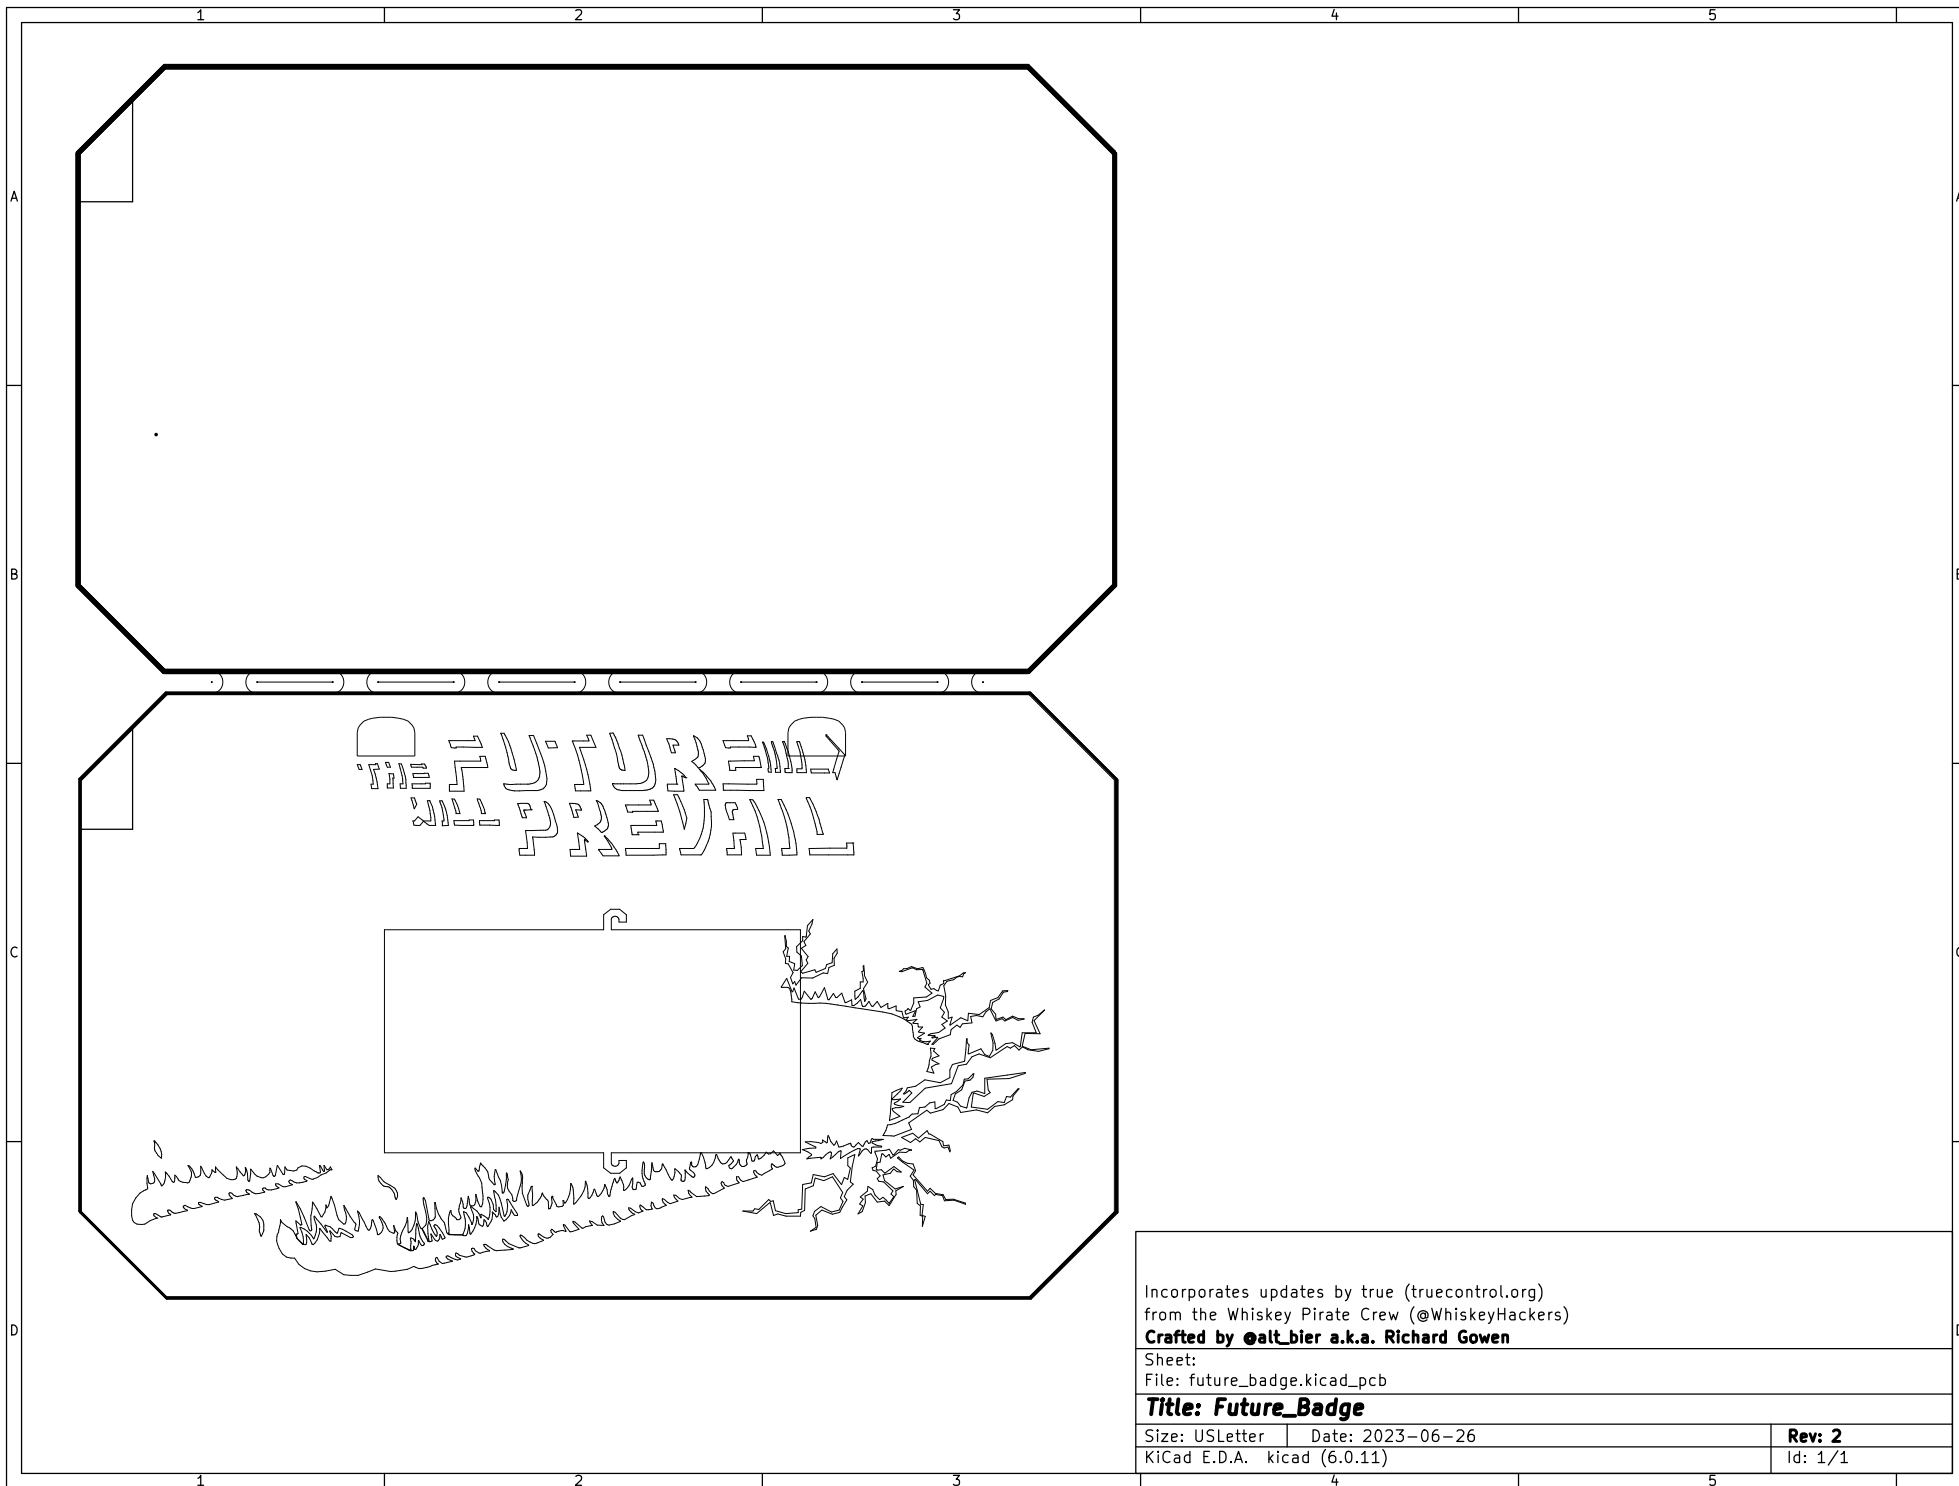 1 2 3 4 5
A A
B B
THE FUTURE
WILL PREVAIL
C C
D D
Incorporates updates by true (truecontrol.org)
from the Whiskey Pirate Crew (@WhiskeyHackers)
Crafted by @alt_bier a.k.a. Richard Gowen
Sheet:
File: future_badge.kicad_pcb
Title: Future_Badge
Size: USLetter Date: 2023-06-26 Rev: 2
KiCad E.D.A. kicad (6.0.11) Id: 1/1
1 2 3 4 5